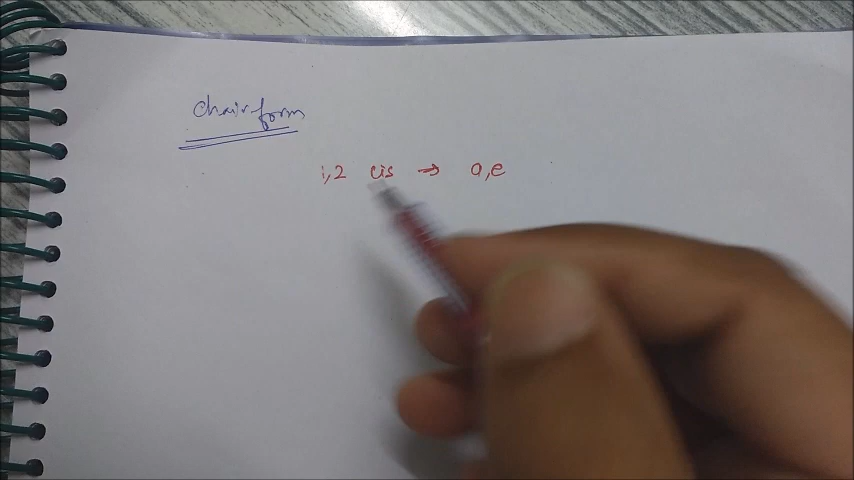 chair form
1,2 cis → a,e